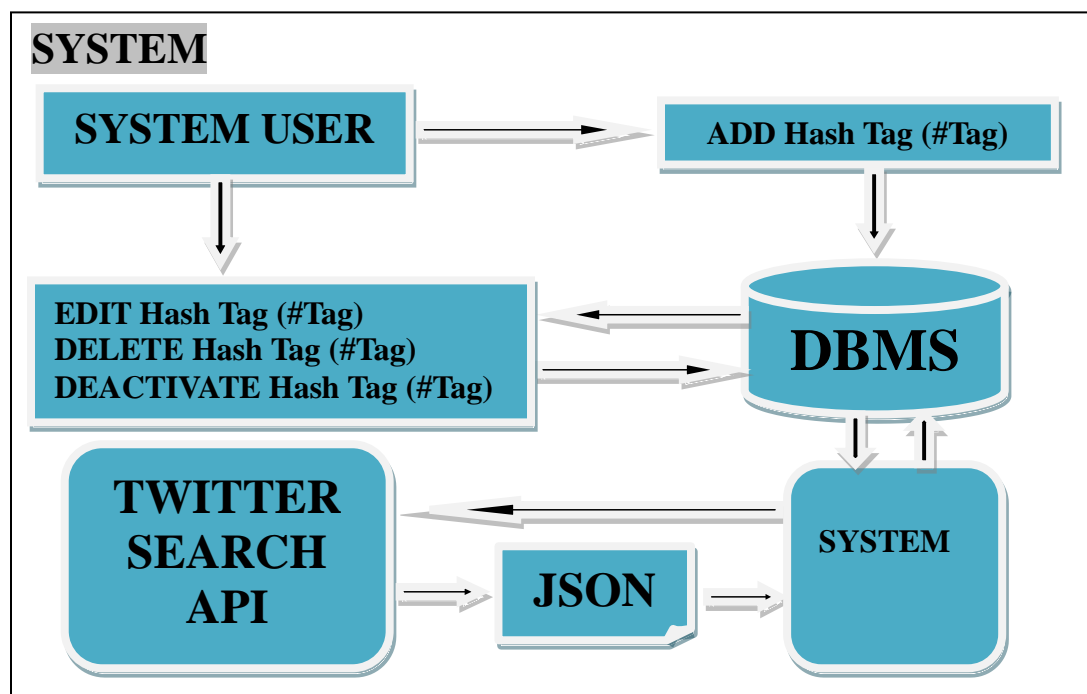 SYSTEM
SYSTEM USER
ADD Hash Tag (#Tag)
EDIT Hash Tag (#Tag)
DELETE Hash Tag (#Tag)
DEACTIVATE Hash Tag (#Tag)
DBMS
TWITTER
SEARCH
API
JSON
SYSTEM